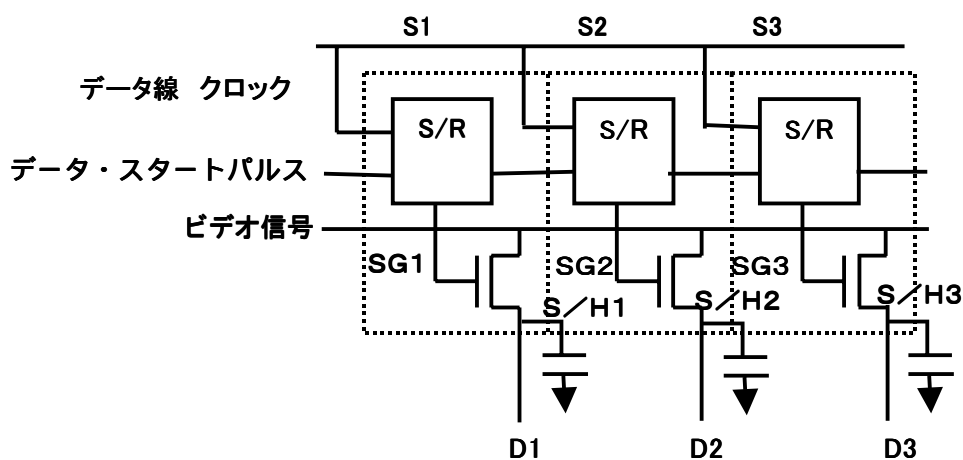 S1 S2 S3
データ線 クロック
S/R S/R S/R
データ・スタートパルス
ビデオ信号
SG1 SG2 SG3
S/H1 S/H2 S/H3
D1 D2 D3